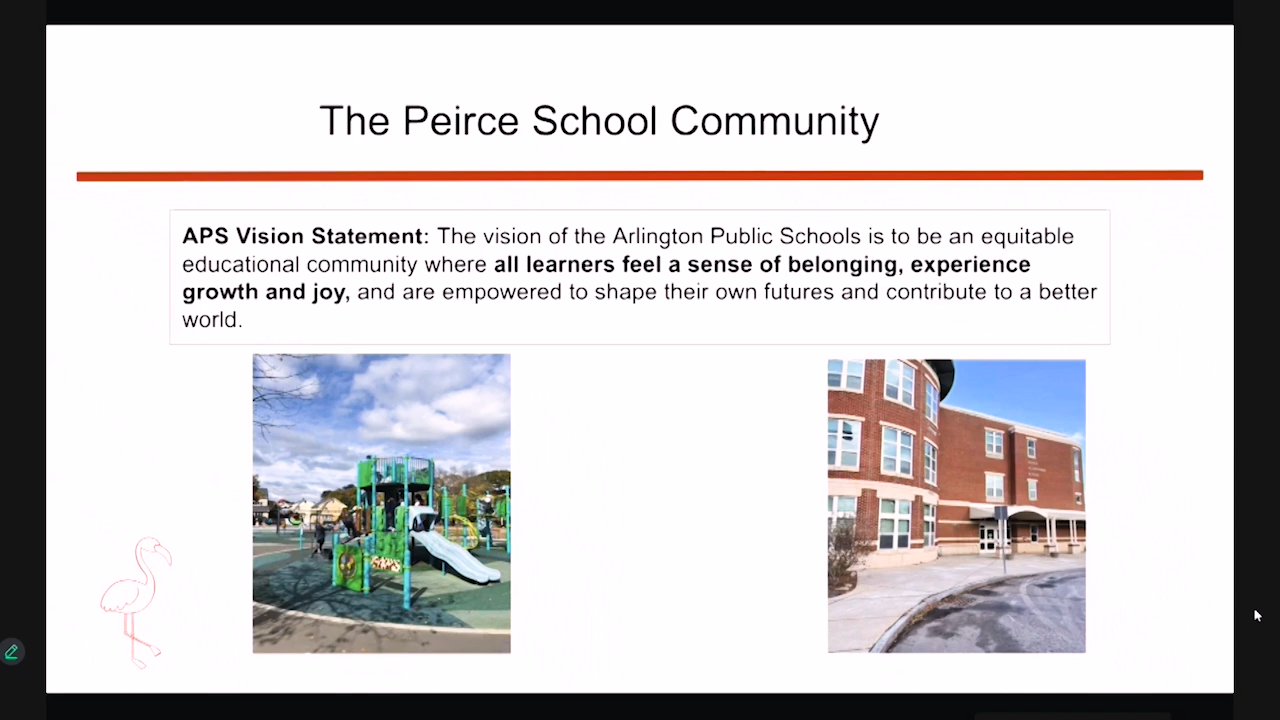 The Peirce School Community
APS Vision Statement: The vision of the Arlington Public Schools is to be an equitable
educational community where all learners feel a sense of belonging, experience
growth and joy, and are empowered to shape their own futures and contribute to a better
world.